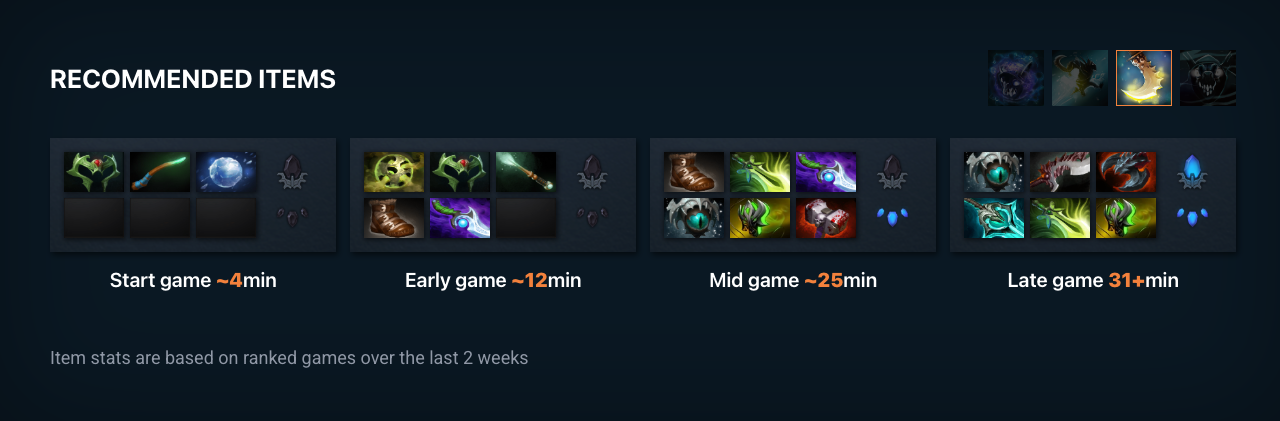 RECOMMENDED ITEMS
Start game ~4min
Early game ~12min
Mid game ~25min
Late game 31+min
Item stats are based on ranked games over the last 2 weeks